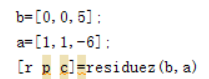 b=[0,0,5];
a=[1,1,-6];
[r p c]=residuez(b,a)